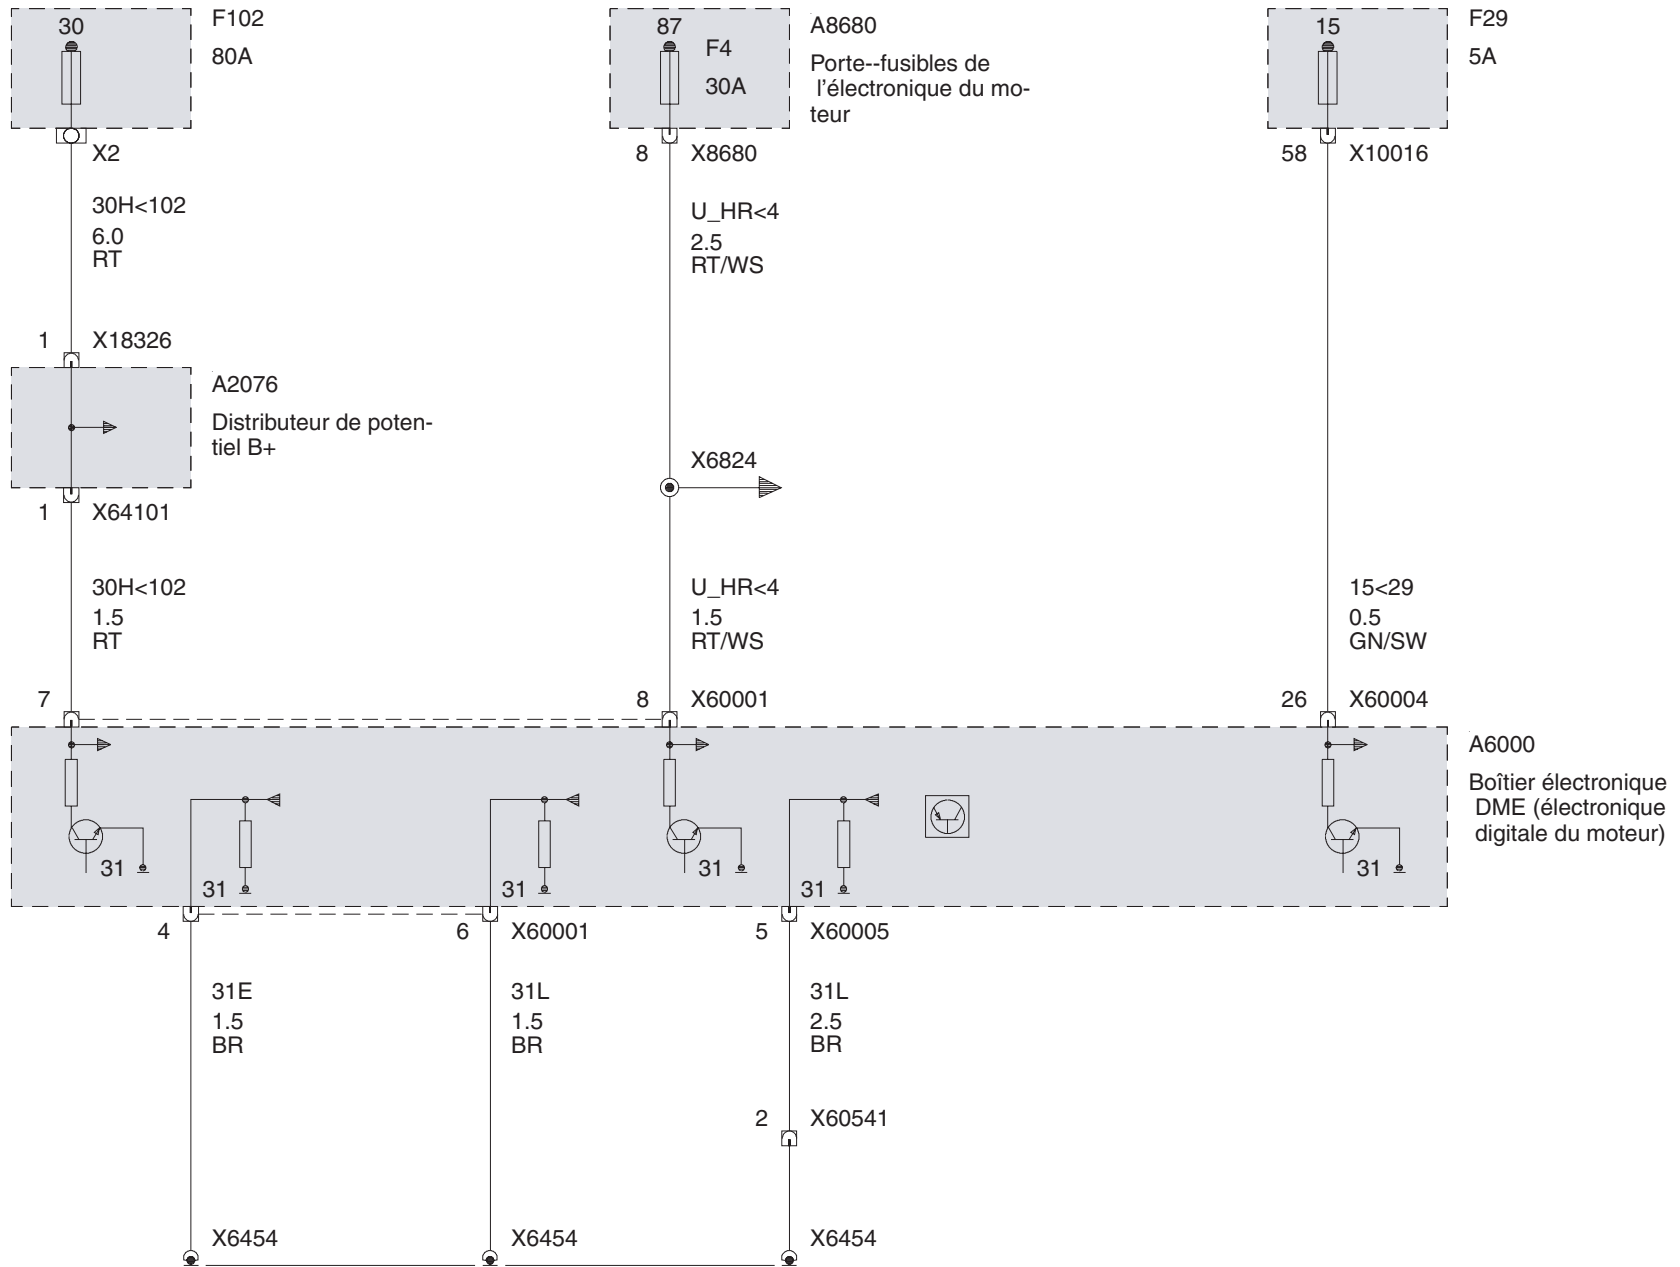 30
F102
80A
87
F4
30A
A8680
Porte--fusibles de
l'électronique du mo-
teur
15
F29
5A
X2
8 X8680
58 X10016
30H<102
6.0
RT
U_HR<4
2.5
RT/WS
1 X18326
A2076
Distributeur de poten-
tiel B+
X6824
1 X64101
30H<102
1.5
RT
U_HR<4
1.5
RT/WS
15<29
0.5
GN/SW
7
8 X60001
26 X60004
A6000
Boîtier électronique
DME (électronique
digitale du moteur)
31
31
31
31
31
31
4
6 X60001
5 X60005
31E
1.5
BR
31L
1.5
BR
31L
2.5
BR
2 X60541
X6454
X6454
X6454